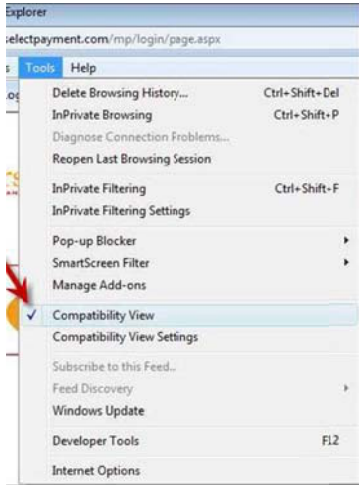 Explorer
selectpayment.com/mp/login/page.aspx
s Tools Help
Delete Browsing History... Ctrl+Shift+Del
InPrivate Browsing Ctrl+Shift+P
Diagnose Connection Problems...
Reopen Last Browsing Session
InPrivate Filtering Ctrl+Shift+F
InPrivate Filtering Settings
Pop-up Blocker
SmartScreen Filter
Manage Add-ons
Compatibility View
Compatibility View Settings
Subscribe to this Feed...
Feed Discovery
Windows Update
Developer Tools F12
Internet Options